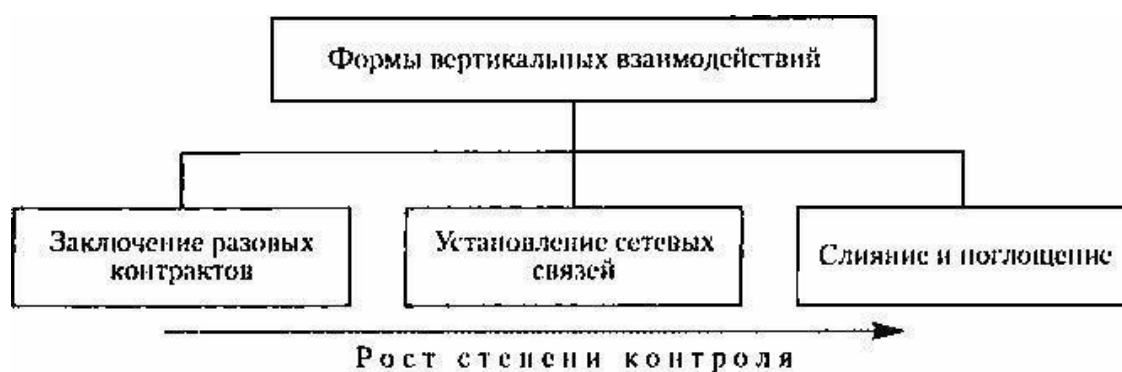 Формы вертикальных взаимодействий
Заключение разовых
контрактов
Установление сетевых
связей
Слияние и поглощение
Рост степени контроля